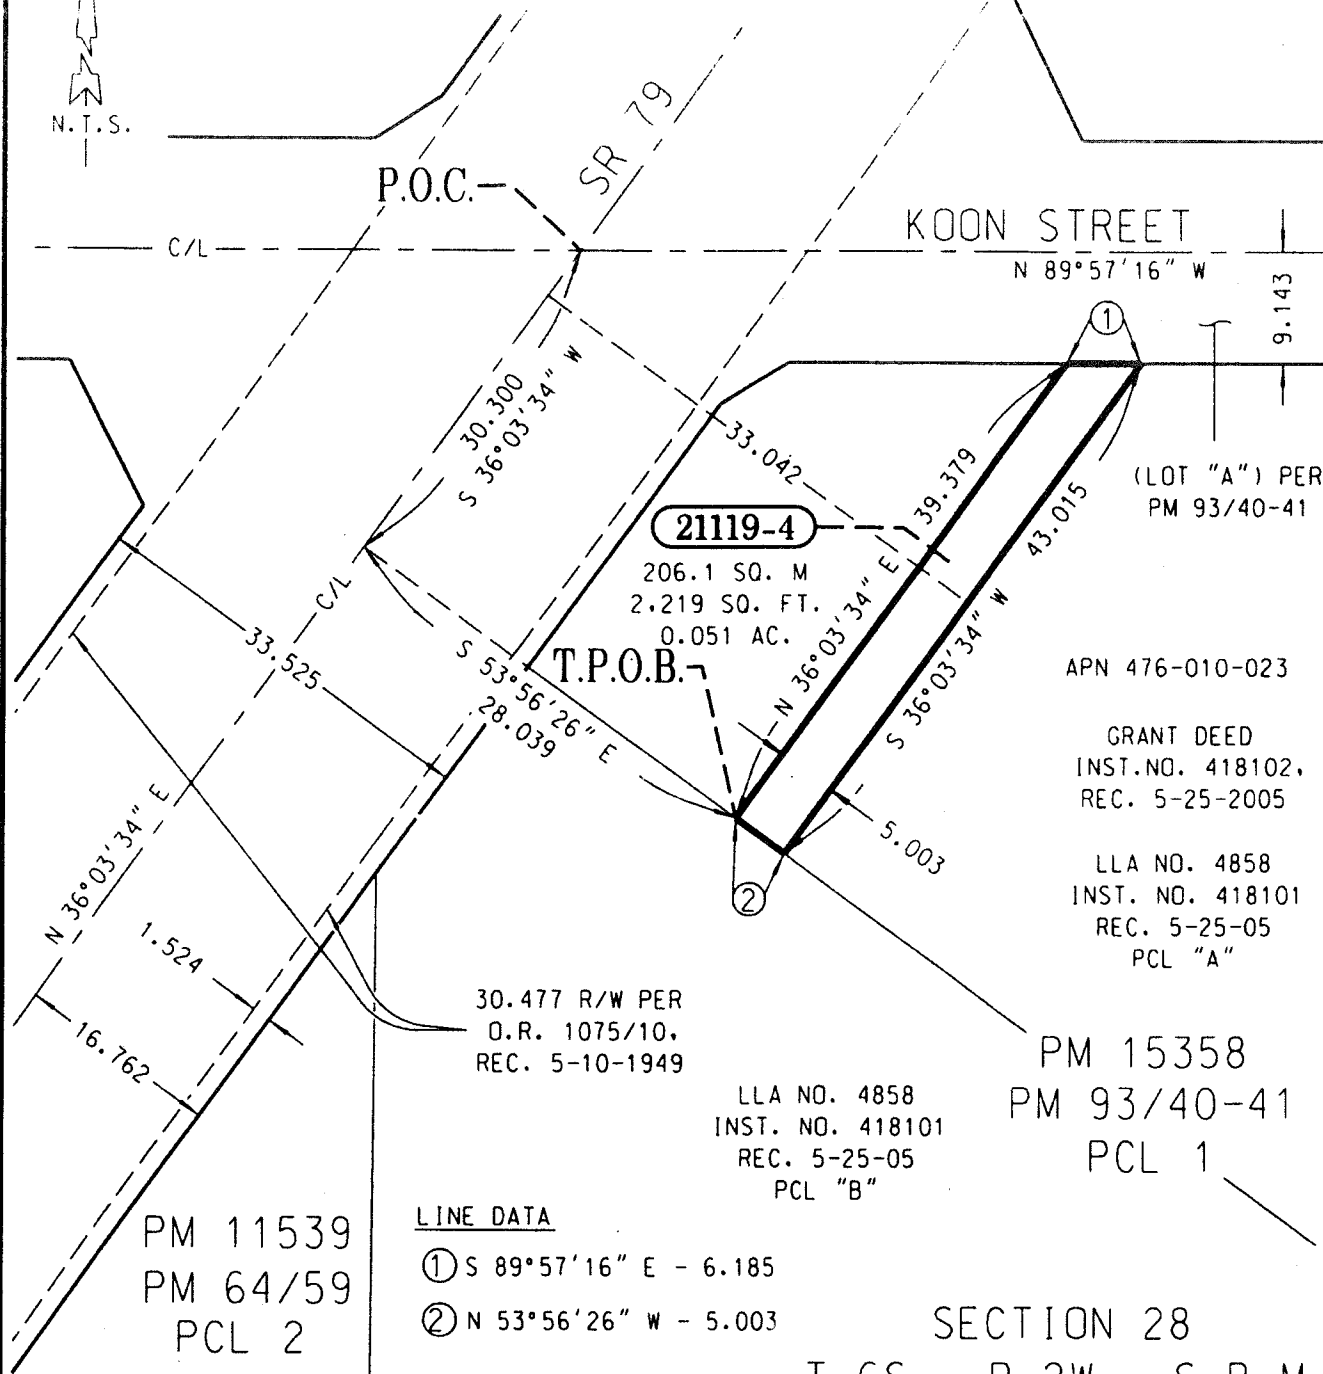 N
N.T.S.
SR 79
P.O.C.
C/L
KOON STREET
N 89°57'16" W
9.143
1
30.300
S 36°03'34" W
33.042
39.379
N 36°03'34" E
43.015
S 36°03'34" W
(LOT "A") PER
PM 93/40-41
21119-4
206.1 SQ. M
2,219 SQ. FT.
0.051 AC.
T.P.O.B.
C/L
33.525
S 53°56'26" E
28.039
APN 476-010-023
GRANT DEED
INST.NO. 418102,
REC. 5-25-2005
5.003
2
LLA NO. 4858
INST. NO. 418101
REC. 5-25-05
PCL "A"
N 36°03'34" E
1.524
16.762
30.477 R/W PER
O.R. 1075/10,
REC. 5-10-1949
PM 15358
PM 93/40-41
PCL 1
LLA NO. 4858
INST. NO. 418101
REC. 5-25-05
PCL "B"
PM 11539
PM 64/59
PCL 2
LINE DATA
1 S 89°57'16" E - 6.185
2 N 53°56'26" W - 5.003
SECTION 28